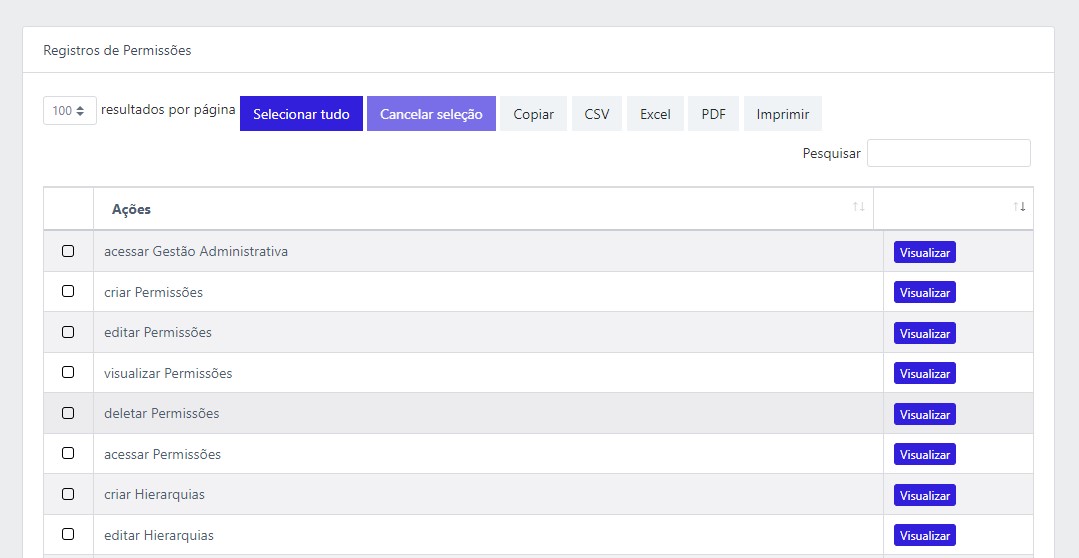 Registros de Permissões
100 resultados por página Selecionar tudo Cancelar seleção Copiar CSV Excel PDF Imprimir
Pesquisar
Ações
acessar Gestão Administrativa Visualizar
criar Permissões Visualizar
editar Permissões Visualizar
visualizar Permissões Visualizar
deletar Permissões Visualizar
acessar Permissões Visualizar
criar Hierarquias Visualizar
editar Hierarquias Visualizar